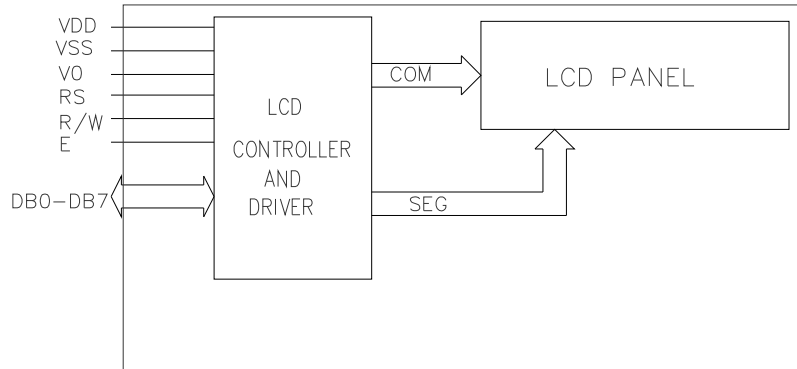 VDD
VSS
V0
RS
R/W
E
DB0-DB7
LCD
CONTROLLER
AND
DRIVER
COM
SEG
LCD PANEL